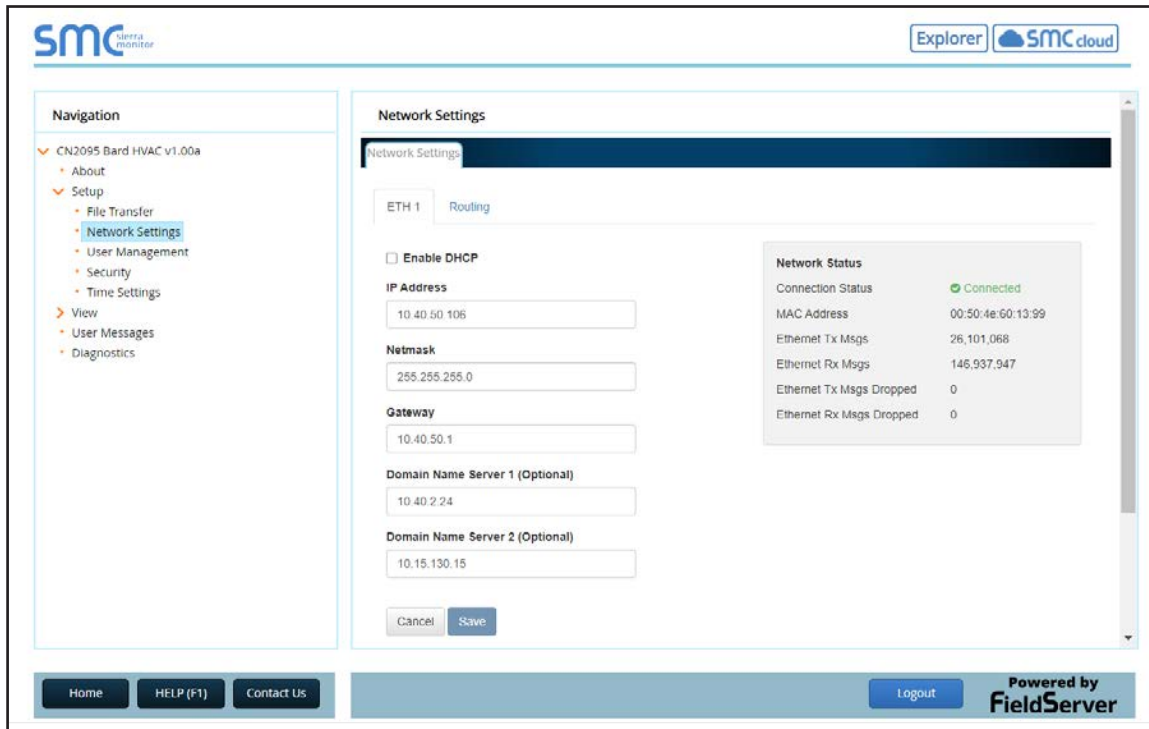 SMC sierra monitor
Explorer
SMC cloud
Navigation
CN2095 Bard HVAC v1.00a
About
Setup
File Transfer
Network Settings
User Management
Security
Time Settings
View
User Messages
Diagnostics
Network Settings
Network Settings
ETH 1
Routing
Enable DHCP
IP Address
10.40.50.106
Netmask
255.255.255.0
Gateway
10.40.50.1
Domain Name Server 1 (Optional)
10.40.2.24
Domain Name Server 2 (Optional)
10.15.130.15
Cancel
Save
Network Status
Connection Status Connected
MAC Address 00:50:4e:60:13:99
Ethernet Tx Msgs 26,101,068
Ethernet Rx Msgs 146,937,947
Ethernet Tx Msgs Dropped 0
Ethernet Rx Msgs Dropped 0
Home
HELP (F1)
Contact Us
Logout
Powered by
FieldServer